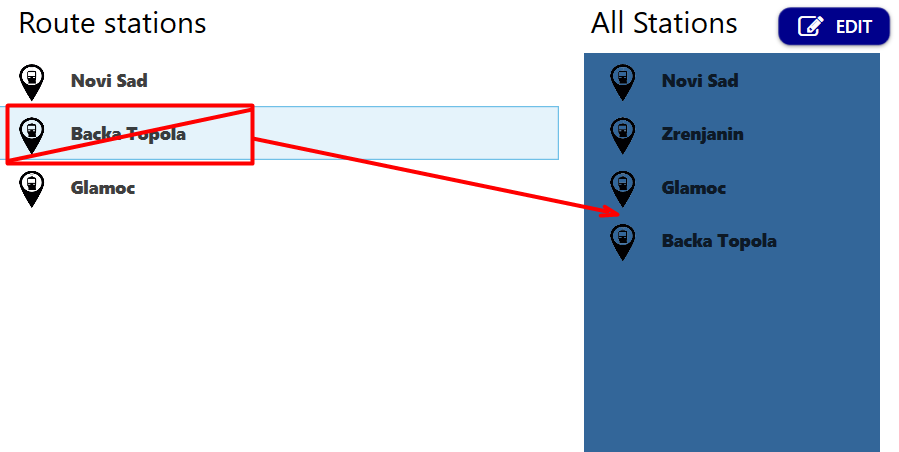 Route stations
Novi Sad
Backa Topola
Glamoc
All Stations
EDIT
Novi Sad
Zrenjanin
Glamoc
Backa Topola